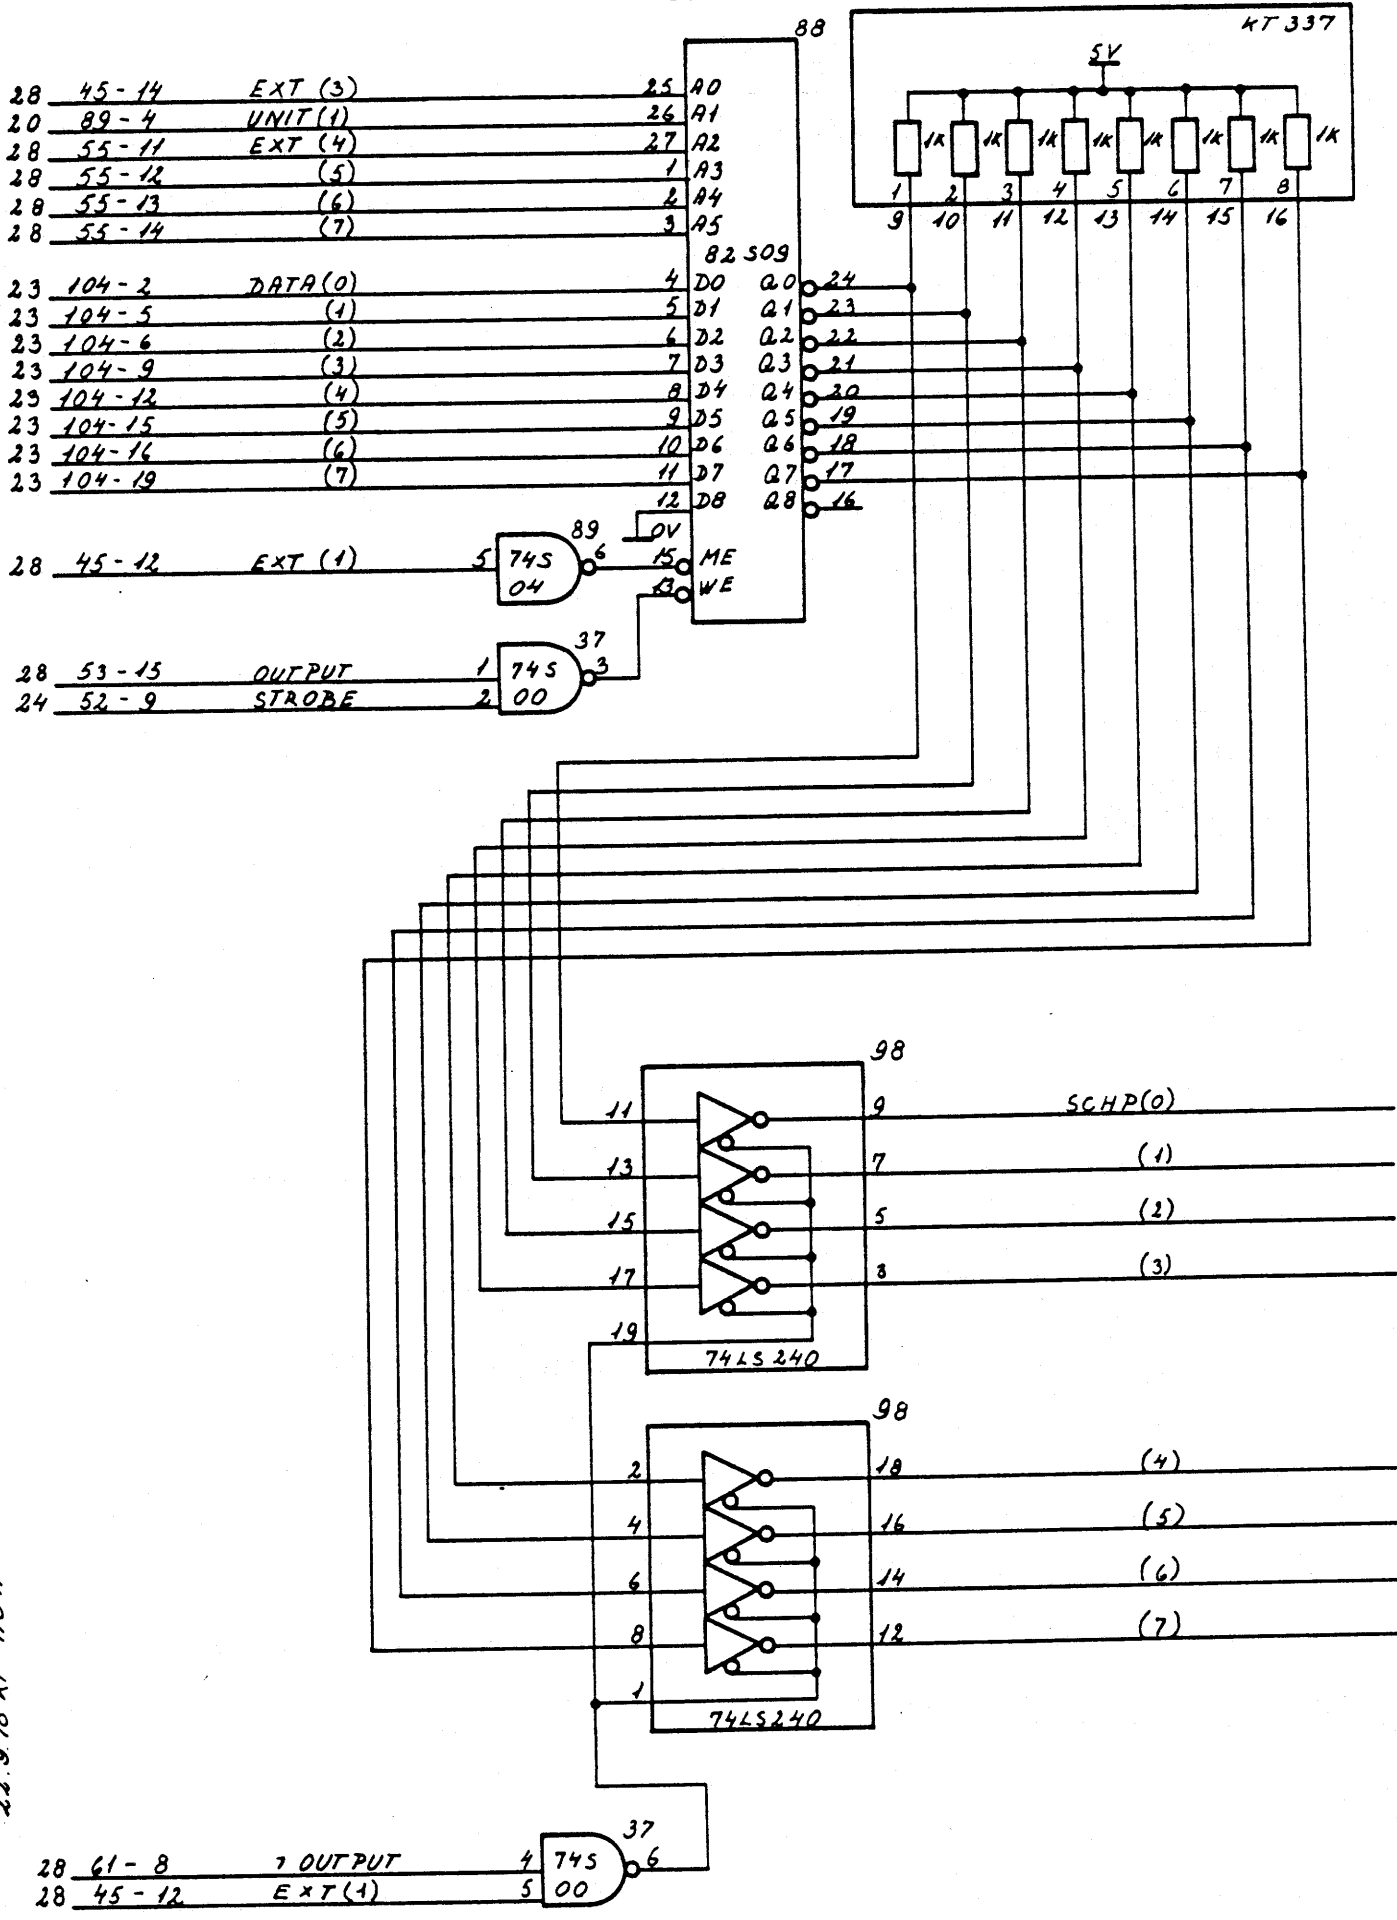 88
KT 337
5V
28 45-14 EXT (3) 25 A0
20 89-4 UNIT(1) 26 A1
28 55-11 EXT (4) 27 A2
28 55-12 (5) 1 A3
28 55-13 (6) 2 A4
28 55-14 (7) 3 A5
1K 1K 1K 1K 1K 1K 1K 1K
1 2 3 4 5 6 7 8
9 10 11 12 13 14 15 16
82 S09
23 104-2 DATA(0) 4 D0 Q0 24
23 104-5 (1) 5 D1 Q1 23
23 104-6 (2) 6 D2 Q2 22
23 104-9 (3) 7 D3 Q3 21
23 104-12 (4) 8 D4 Q4 20
23 104-15 (5) 9 D5 Q5 19
23 104-16 (6) 10 D6 Q6 18
23 104-19 (7) 11 D7 Q7 17
12 D8 Q8 16
0V
89
28 45-12 EXT (1) 5 74S 6 15 ME
04
13 WE
37
28 53-15 OUTPUT 1 74S 3
24 52-9 STROBE 2 00
98
11 9 SCHP(0)
13 7 (1)
15 5 (2)
17 3 (3)
19
74LS240
98
2 18 (4)
4 16 (5)
6 14 (6)
8 12 (7)
1
74LS240
37
28 61-8 ¬ OUTPUT 4 74S 6
28 45-12 EXT(1) 5 00